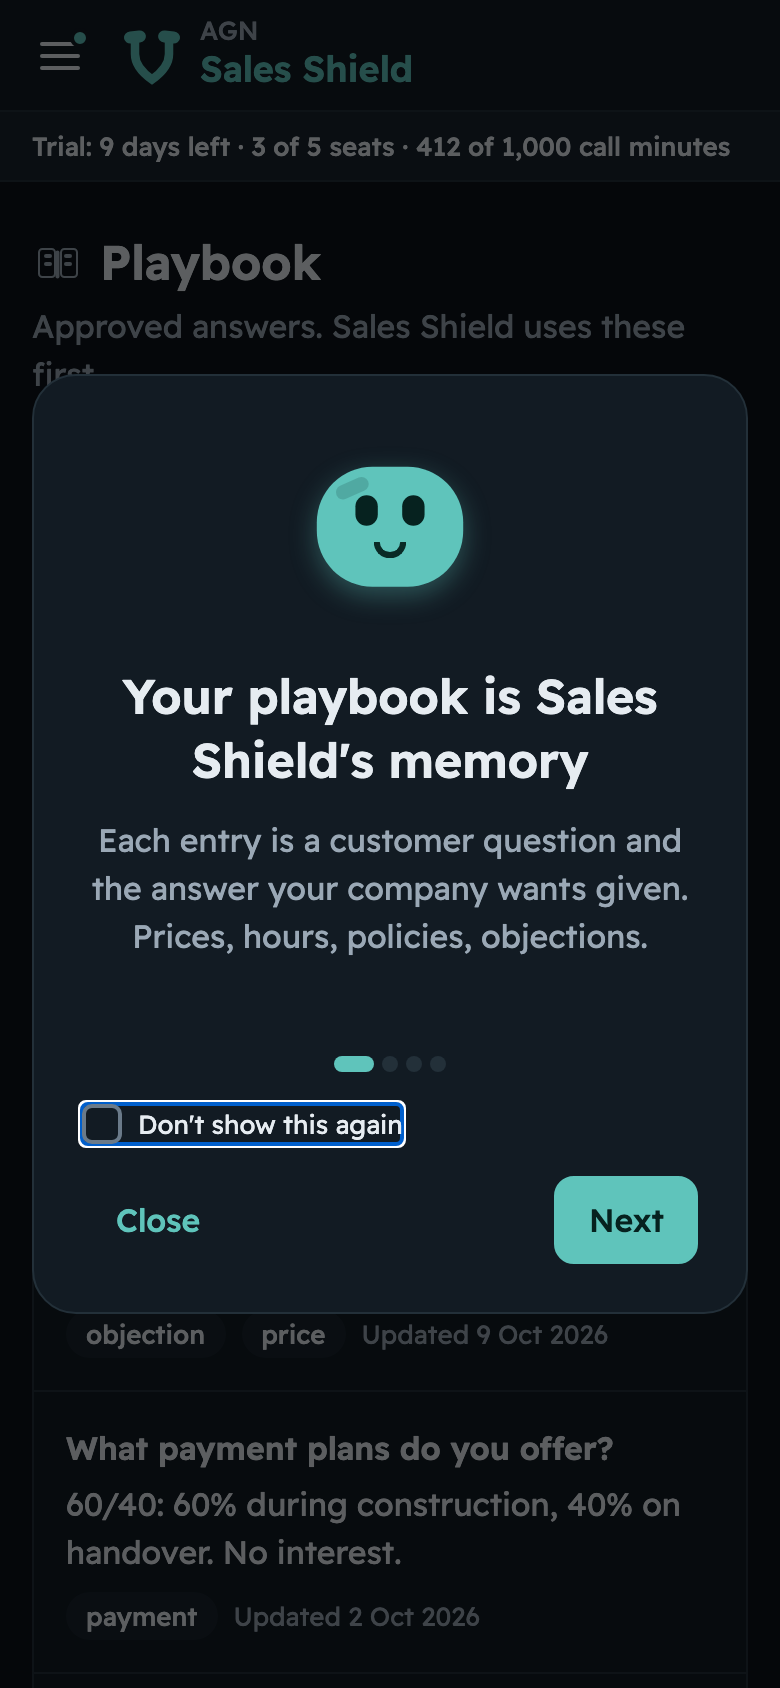 AGN
Sales Shield
Trial: 9 days left · 3 of 5 seats · 412 of 1,000 call minutes
Playbook
Approved answers. Sales Shield uses these
first.
Your playbook is Sales
Shield's memory
Each entry is a customer question and
the answer your company wants given.
Prices, hours, policies, objections.
Don't show this again
Close
Next
objection price Updated 9 Oct 2026
What payment plans do you offer?
60/40: 60% during construction, 40% on
handover. No interest.
payment Updated 2 Oct 2026